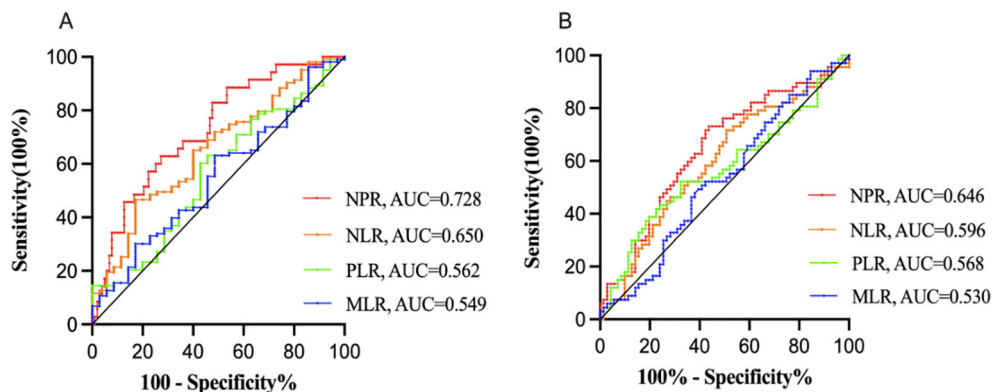 A
Sensitivity(100%)
100
80
60
40
20
0
0 20 40 60 80 100
100 - Specificity%
NPR, AUC=0.728
NLR, AUC=0.650
PLR, AUC=0.562
MLR, AUC=0.549
B
Sensitivity(100%)
100
80
60
40
20
0
0 20 40 60 80 100
100% - Specificity%
NPR, AUC=0.646
NLR, AUC=0.596
PLR, AUC=0.568
MLR, AUC=0.530